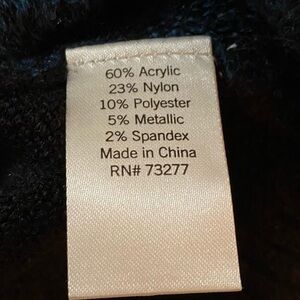 60% Acrylic
23% Nylon
10% Polyester
5% Metallic
2% Spandex
Made in China
RN# 73277